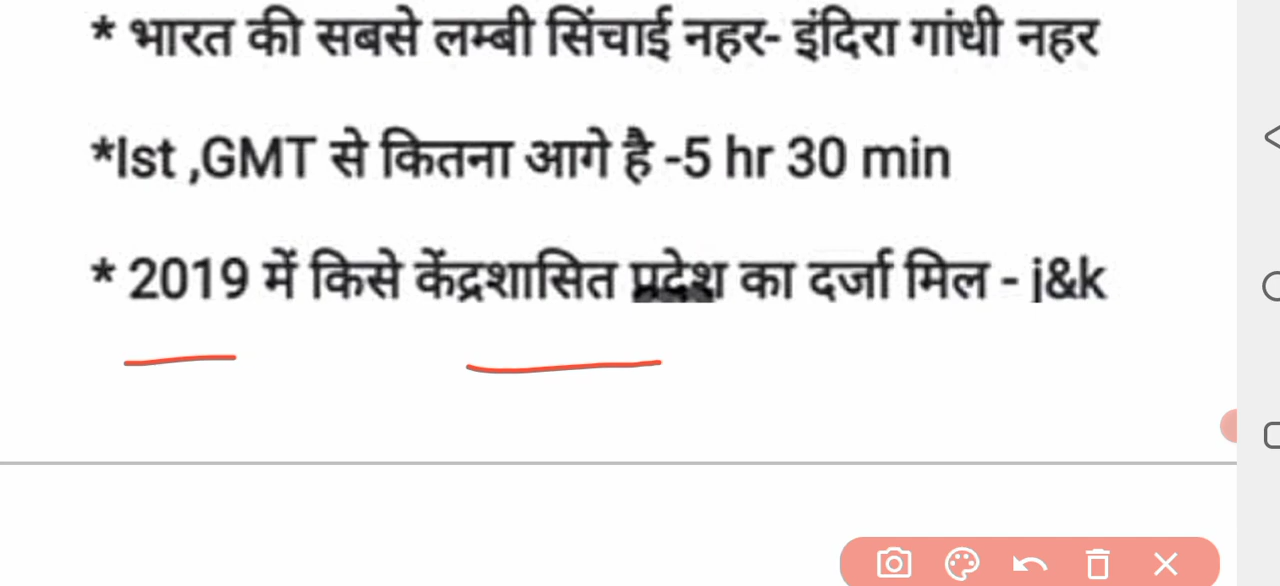 * भारत की सबसे लम्बी सिंचाई नहर- इंदिरा गांधी नहर
*Ist ,GMT से कितना आगे है -5 hr 30 min
* 2019 में किसे केंद्रशासित प्रदेश का दर्जा मिल - j&k